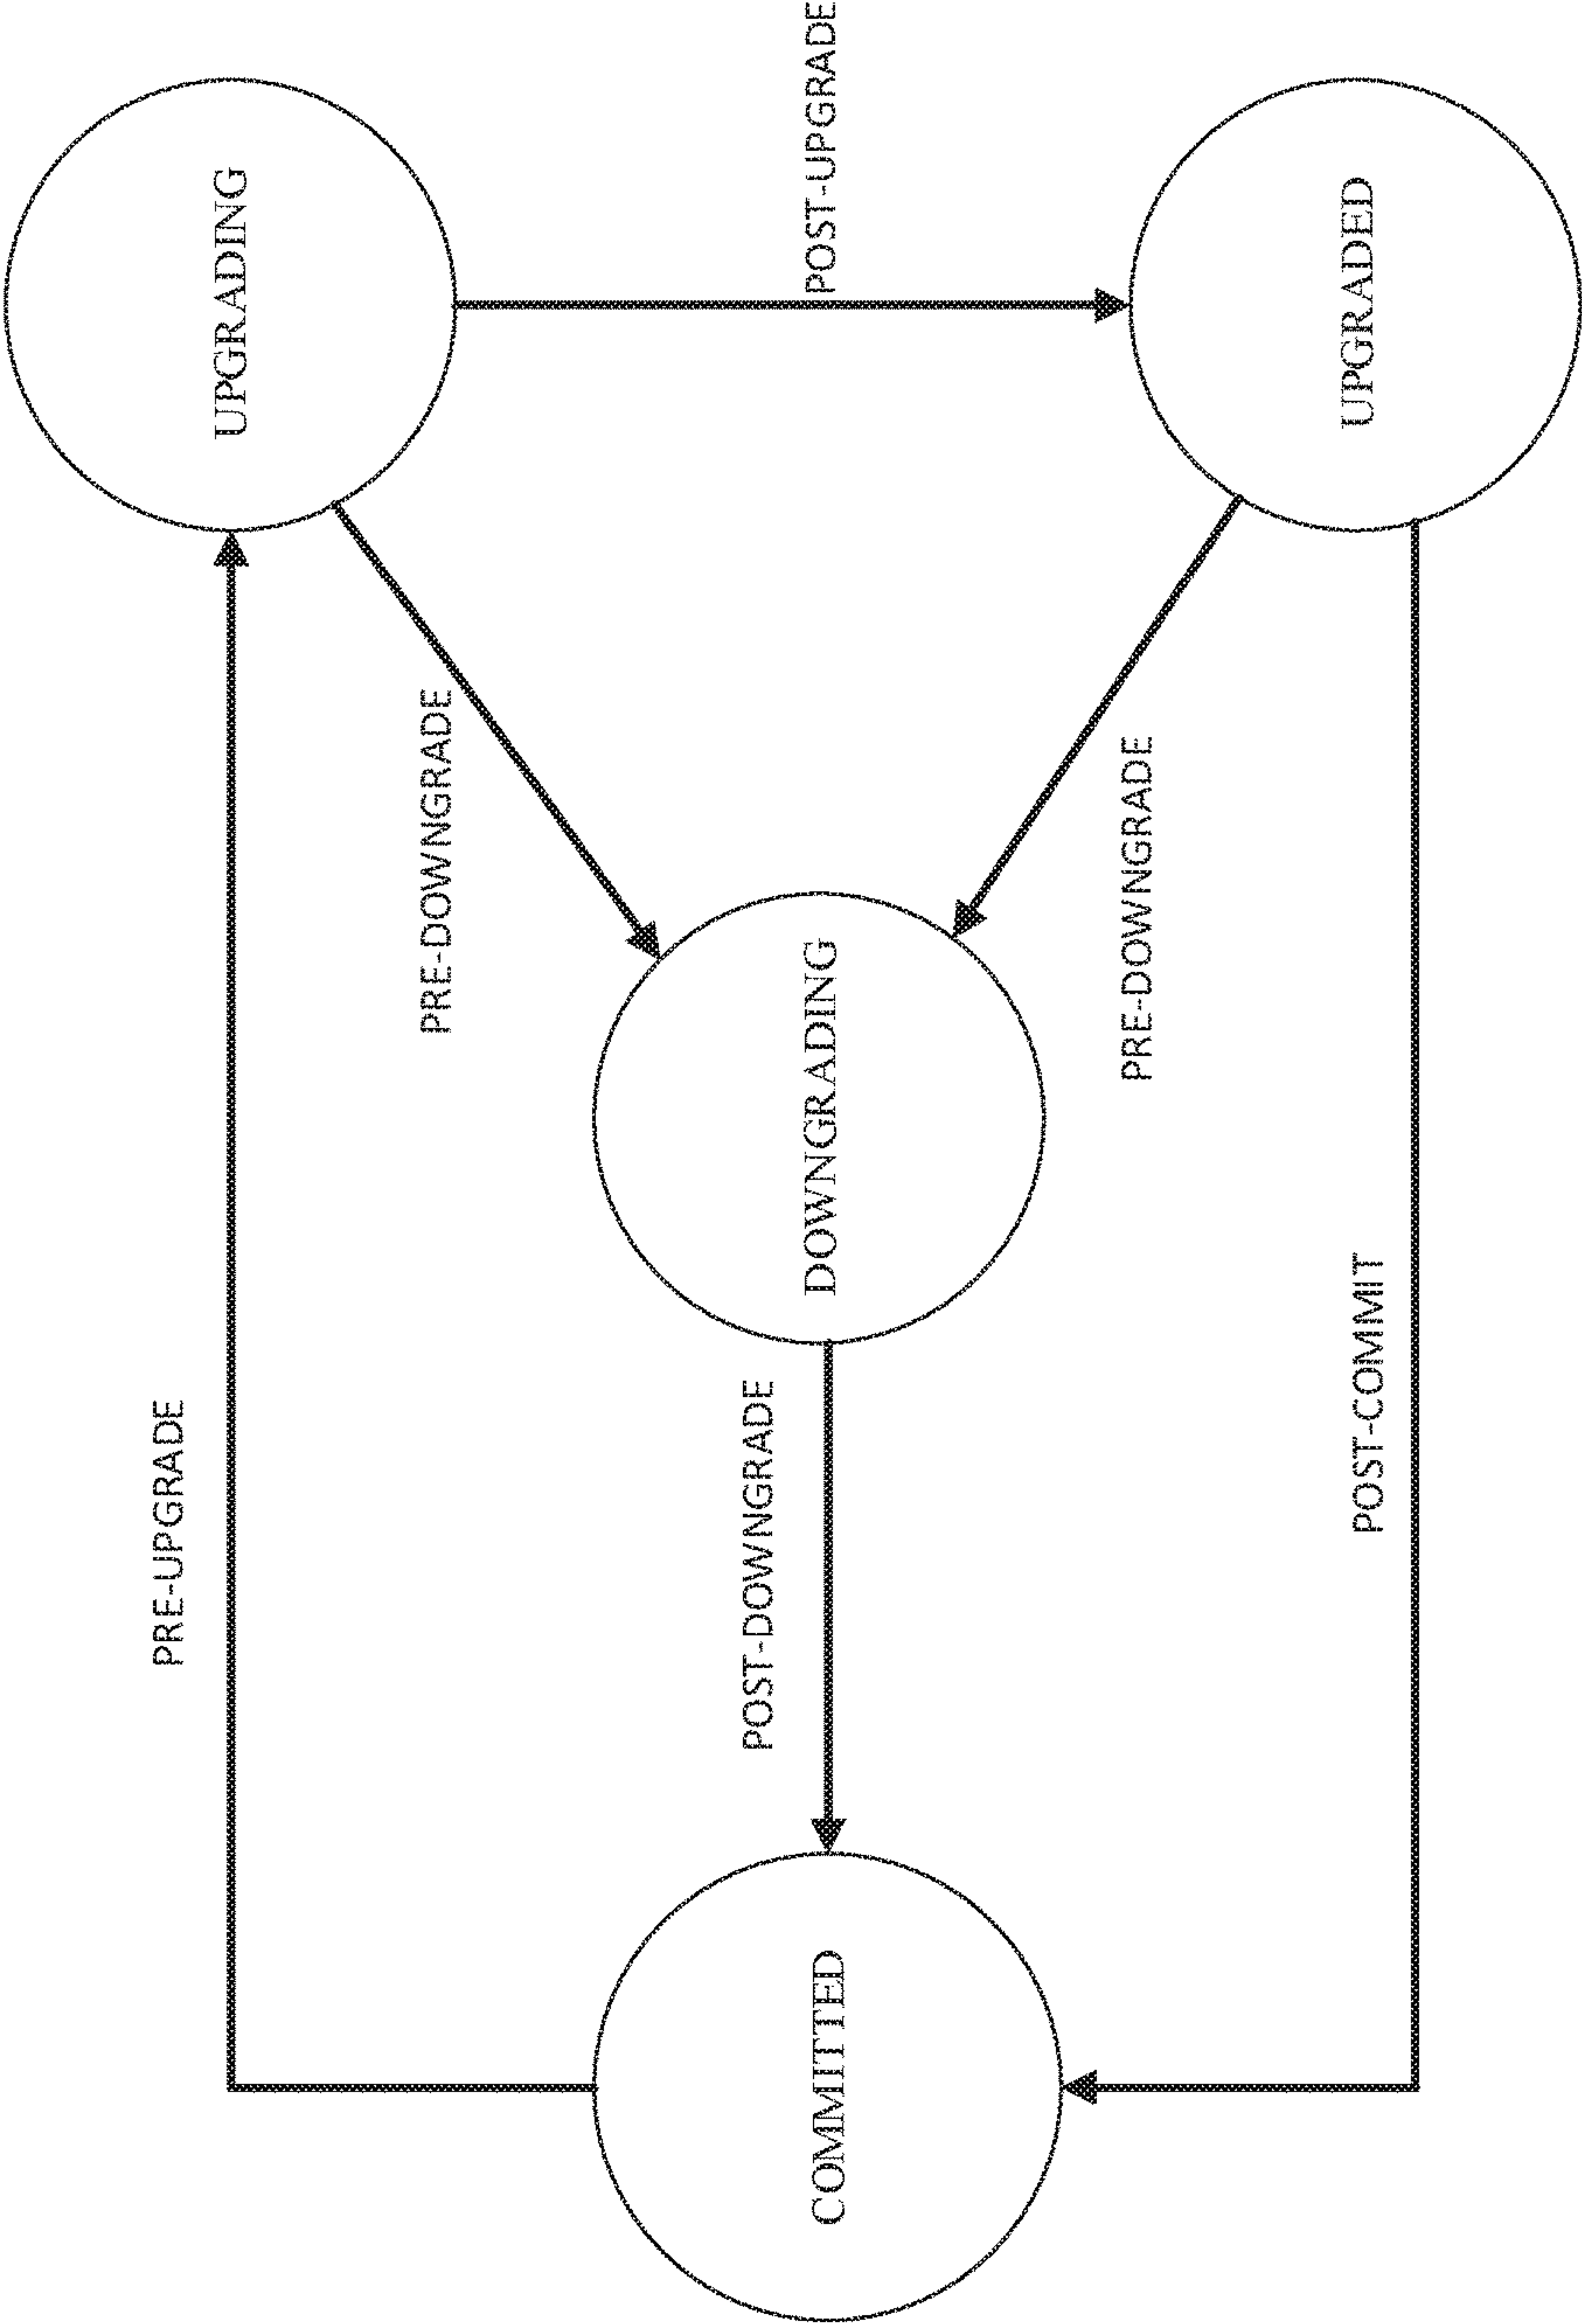 PRE-UPGRADE
UPGRADING
PRE-DOWNGRADE
POST-DOWNGRADE
COMMITTED
DOWNGRADING
POST-UPGRADE
PRE-DOWNGRADE
POST-COMMIT
UPGRADED